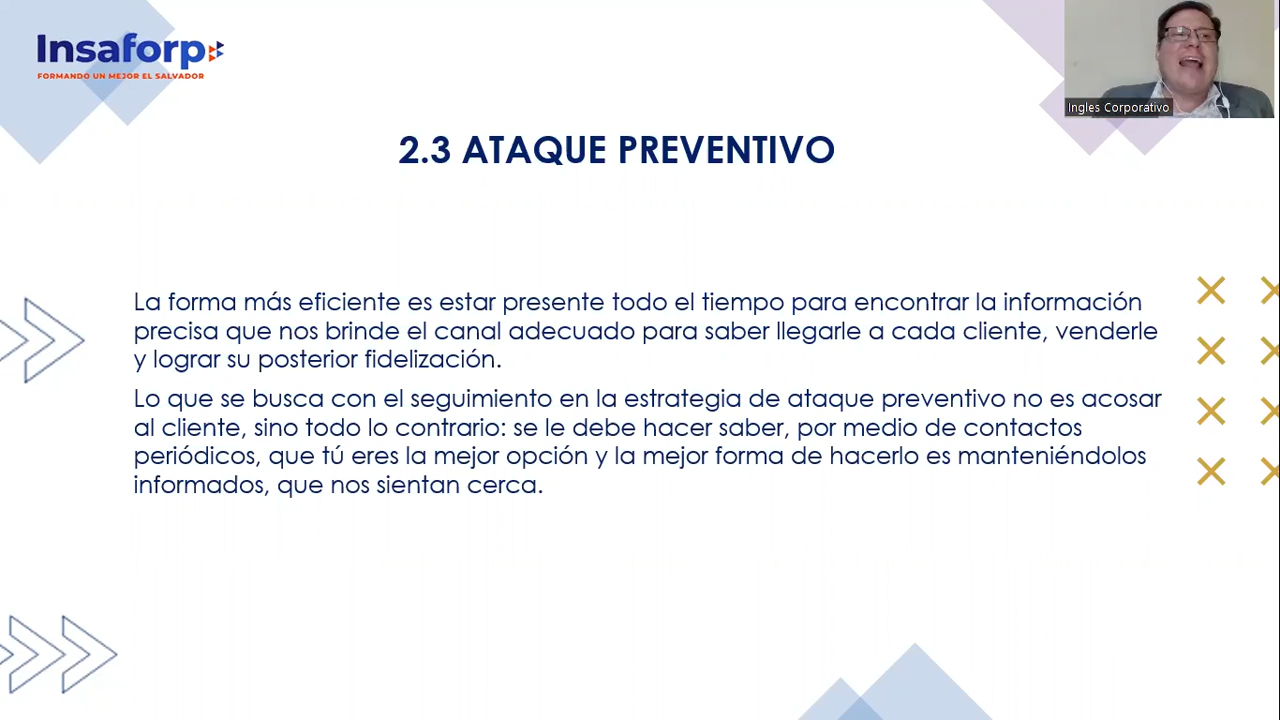 Insaforp
FORMANDO UN MEJOR EL SALVADOR
Ingles Corporativo
2.3 ATAQUE PREVENTIVO
La forma más eficiente es estar presente todo el tiempo para encontrar la información
precisa que nos brinde el canal adecuado para saber llegarle a cada cliente, venderle
y lograr su posterior fidelización.
Lo que se busca con el seguimiento en la estrategia de ataque preventivo no es acosar
al cliente, sino todo lo contrario: se le debe hacer saber, por medio de contactos
periódicos, que tú eres la mejor opción y la mejor forma de hacerlo es manteniéndolos
informados, que nos sientan cerca.